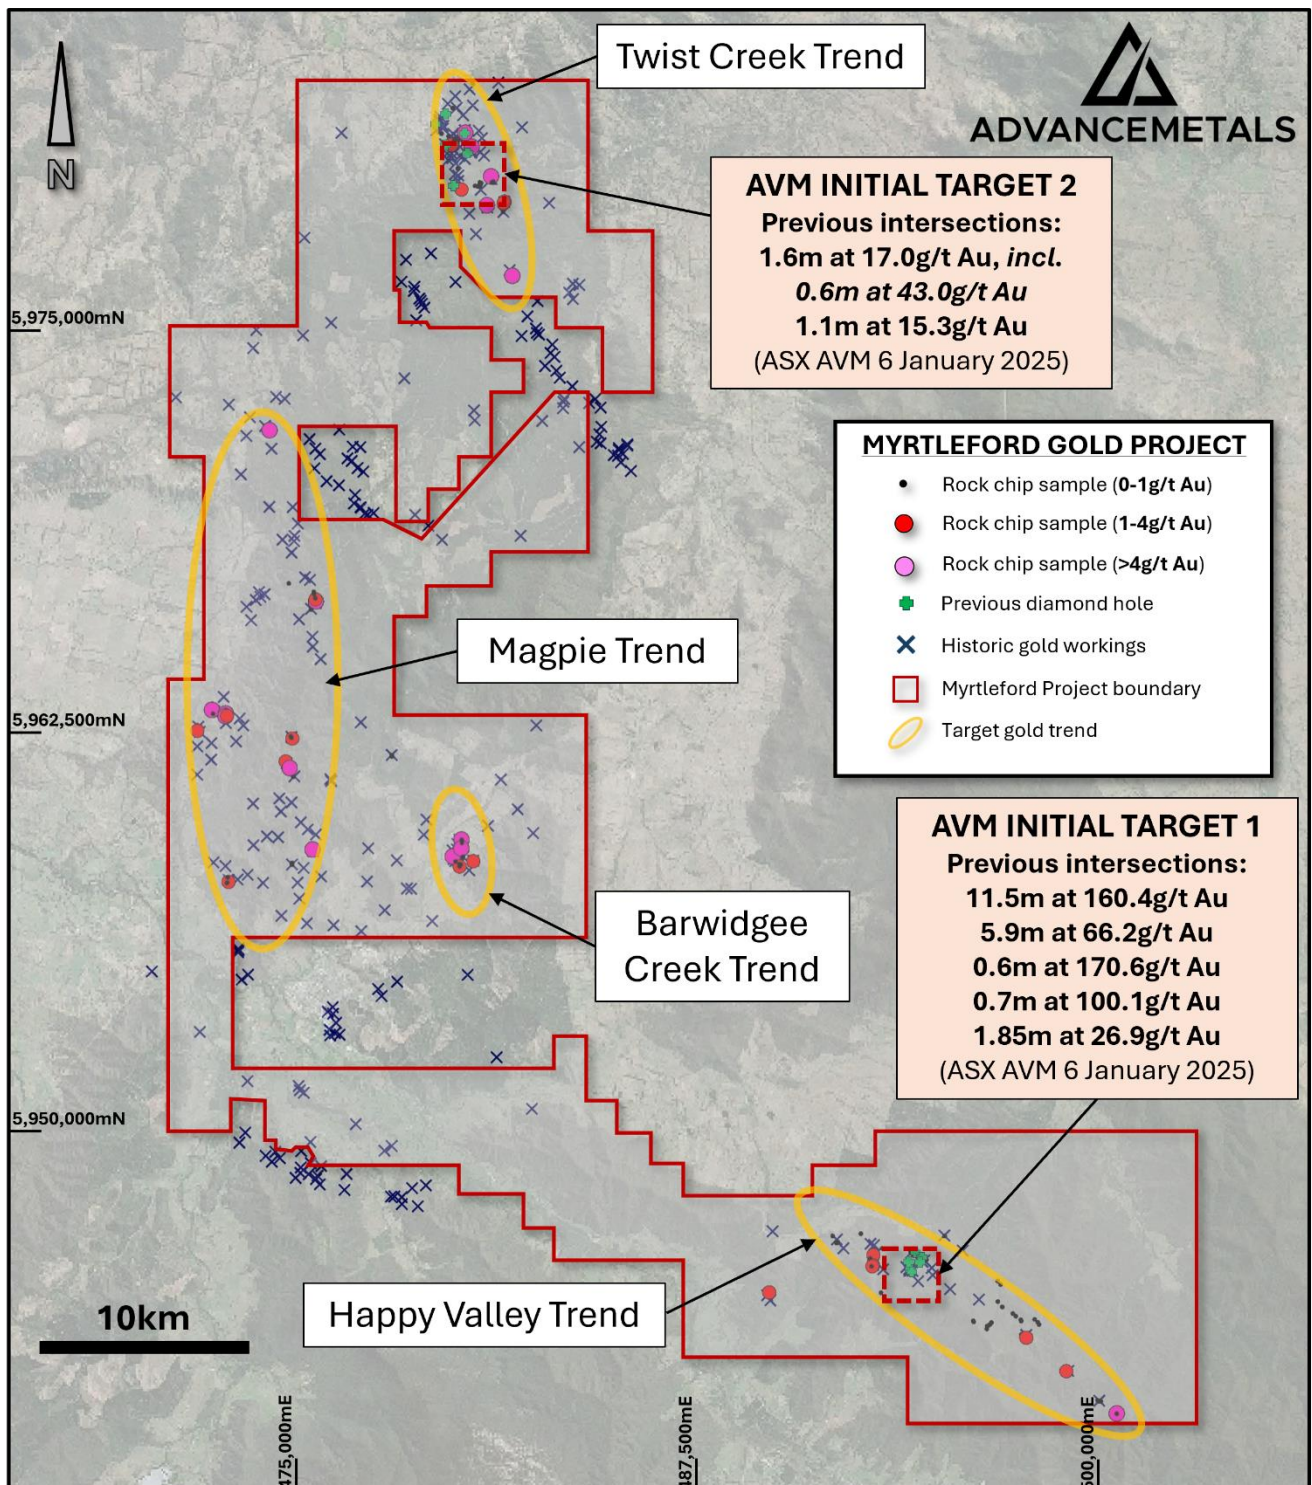 Twist Creek Trend
ADVANCEMETALS
N
AVM INITIAL TARGET 2
Previous intersections:
1.6m at 17.0g/t Au, incl.
0.6m at 43.0g/t Au
1.1m at 15.3g/t Au
(ASX AVM 6 January 2025)
5,975,000mN
MYRTLEFORD GOLD PROJECT
Rock chip sample (0-1g/t Au)
Rock chip sample (1-4g/t Au)
Rock chip sample (>4g/t Au)
Previous diamond hole
Historic gold workings
Myrtleford Project boundary
Target gold trend
Magpie Trend
5,962,500mN
AVM INITIAL TARGET 1
Previous intersections:
11.5m at 160.4g/t Au
5.9m at 66.2g/t Au
0.6m at 170.6g/t Au
0.7m at 100.1g/t Au
1.85m at 26.9g/t Au
(ASX AVM 6 January 2025)
Barwidgee
Creek Trend
5,950,000mN
Happy Valley Trend
10km
475,000mE
487,500mE
500,000mE